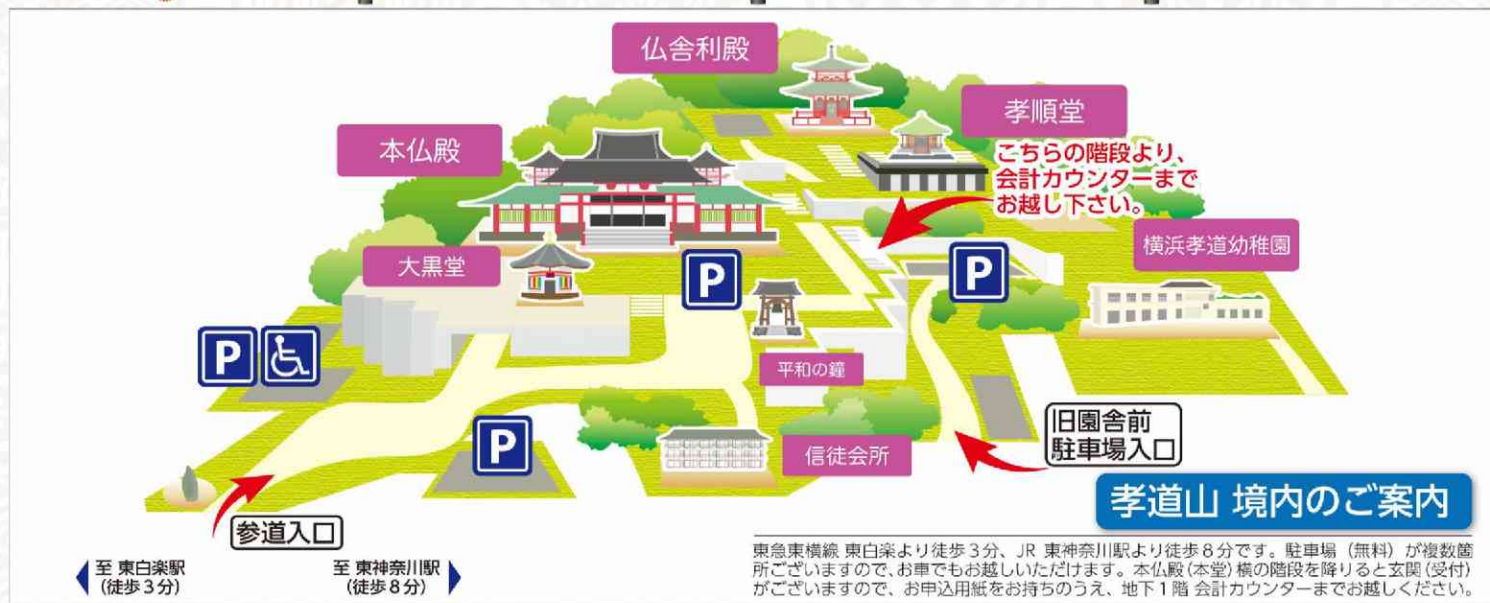 仏舎利殿
孝順堂
本仏殿
こちらの階段より、
会計カウンターまで
お越し下さい。
横浜孝道幼稚園
大黒堂
P
P
P
平和の鐘
P
信徒会所
旧園舎前
駐車場入口
孝道山 境内のご案内
参道入口
至 東白楽駅
(徒歩3分)
至 東神奈川駅
(徒歩8分)
東急東横線 東白楽より徒歩3分、JR 東神奈川駅より徒歩8分です。駐車場（無料）が複数箇
所ございますので、お車でもお越しいただけます。本仏殿(本堂)横の階段を降りると玄関(受付)
がございますので、お申込用紙をお持ちのうえ、地下1階 会計カウンターまでお越しください。